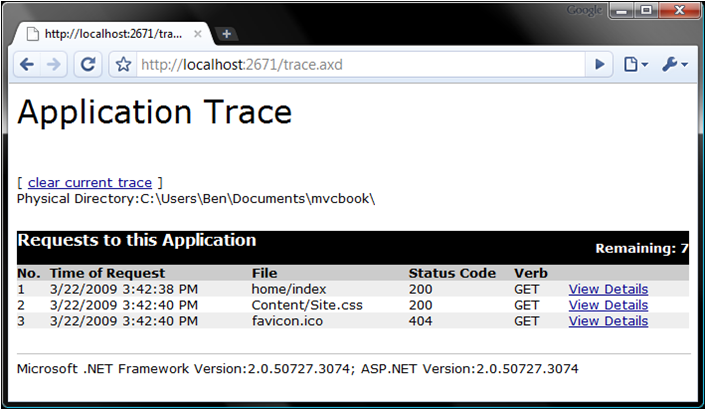 Google
http://localhost:2671/tra...
http://localhost:2671/trace.axd
Application Trace
[ clear current trace ]
Physical Directory:C:\Users\Ben\Documents\mvcbook\
Requests to this Application Remaining: 7
No. Time of Request File Status Code Verb
1 3/22/2009 3:42:38 PM home/index 200 GET View Details
2 3/22/2009 3:42:40 PM Content/Site.css 200 GET View Details
3 3/22/2009 3:42:40 PM favicon.ico 404 GET View Details
Microsoft .NET Framework Version:2.0.50727.3074; ASP.NET Version:2.0.50727.3074